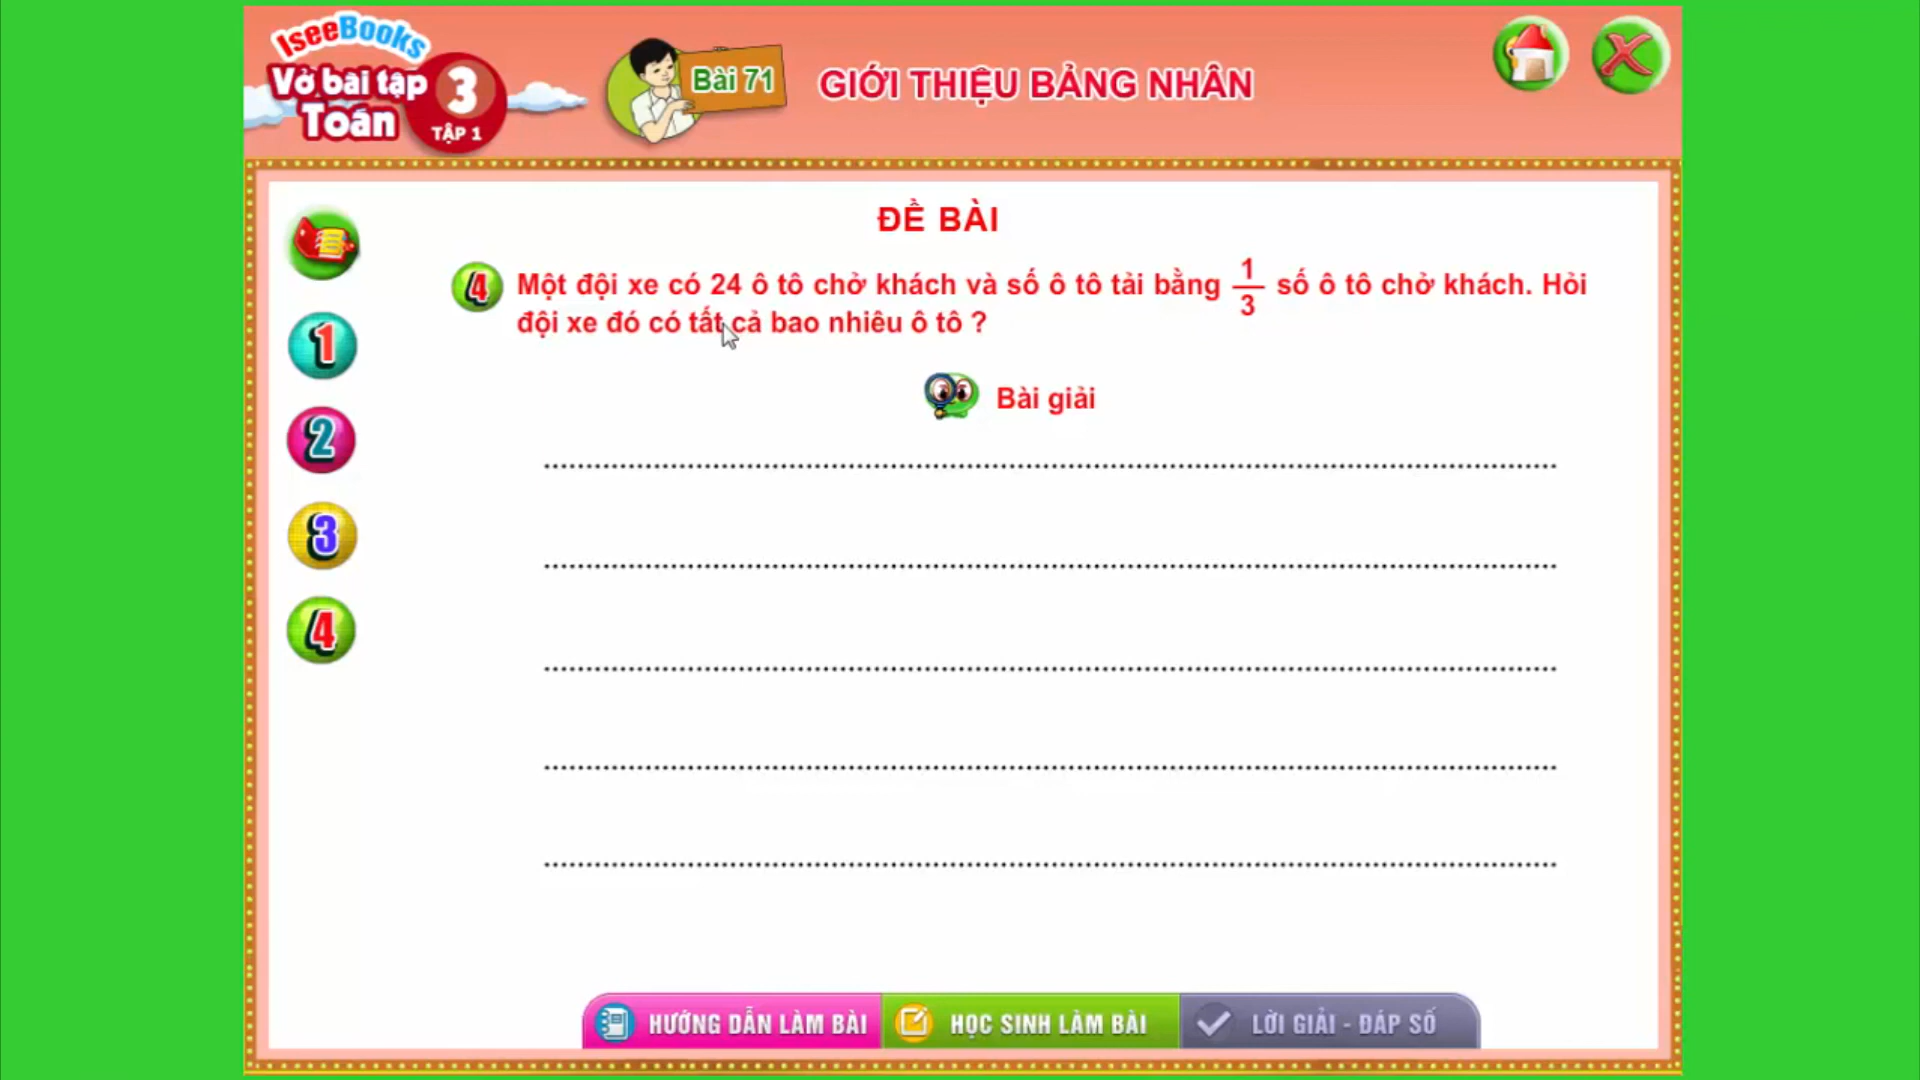 IseeBooks
Vở bài tập
Toán
3
TẬP 1
Bài 71
GIỚI THIỆU BẢNG NHÂN
ĐỀ BÀI
4 Một đội xe có 24 ô tô chở khách và số ô tô tải bằng 1/3 số ô tô chở khách. Hỏi
đội xe đó có tất cả bao nhiêu ô tô ?
Bài giải
1
2
3
4
HƯỚNG DẪN LÀM BÀI
HỌC SINH LÀM BÀI
LỜI GIẢI - ĐÁP SỐ